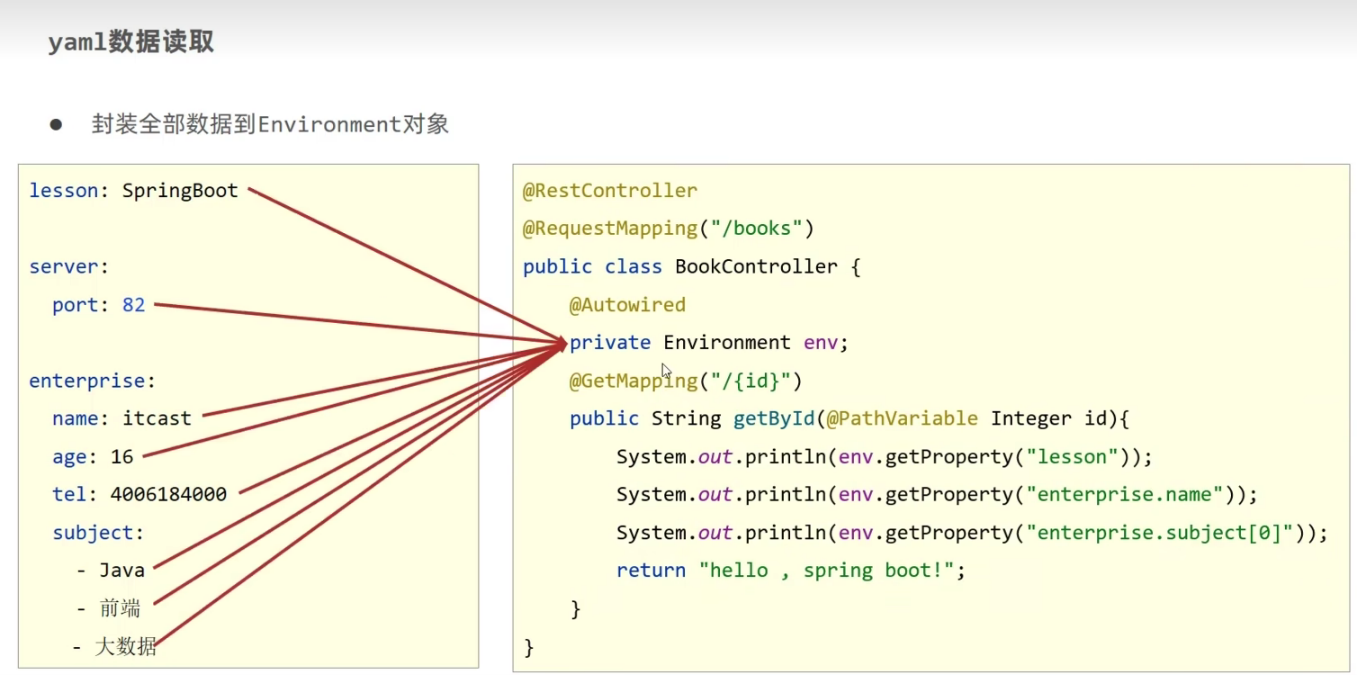 yaml数据读取
● 封装全部数据到Environment对象
lesson: SpringBoot
server:
  port: 82
enterprise:
  name: itcast
  age: 16
  tel: 4006184000
  subject:
    - Java
    - 前端
    - 大数据
@RestController
@RequestMapping("/books")
public class BookController {
    @Autowired
    private Environment env;
    @GetMapping("/{id}")
    public String getById(@PathVariable Integer id){
        System.out.println(env.getProperty("lesson"));
        System.out.println(env.getProperty("enterprise.name"));
        System.out.println(env.getProperty("enterprise.subject[0]"));
        return "hello , spring boot!";
    }
}